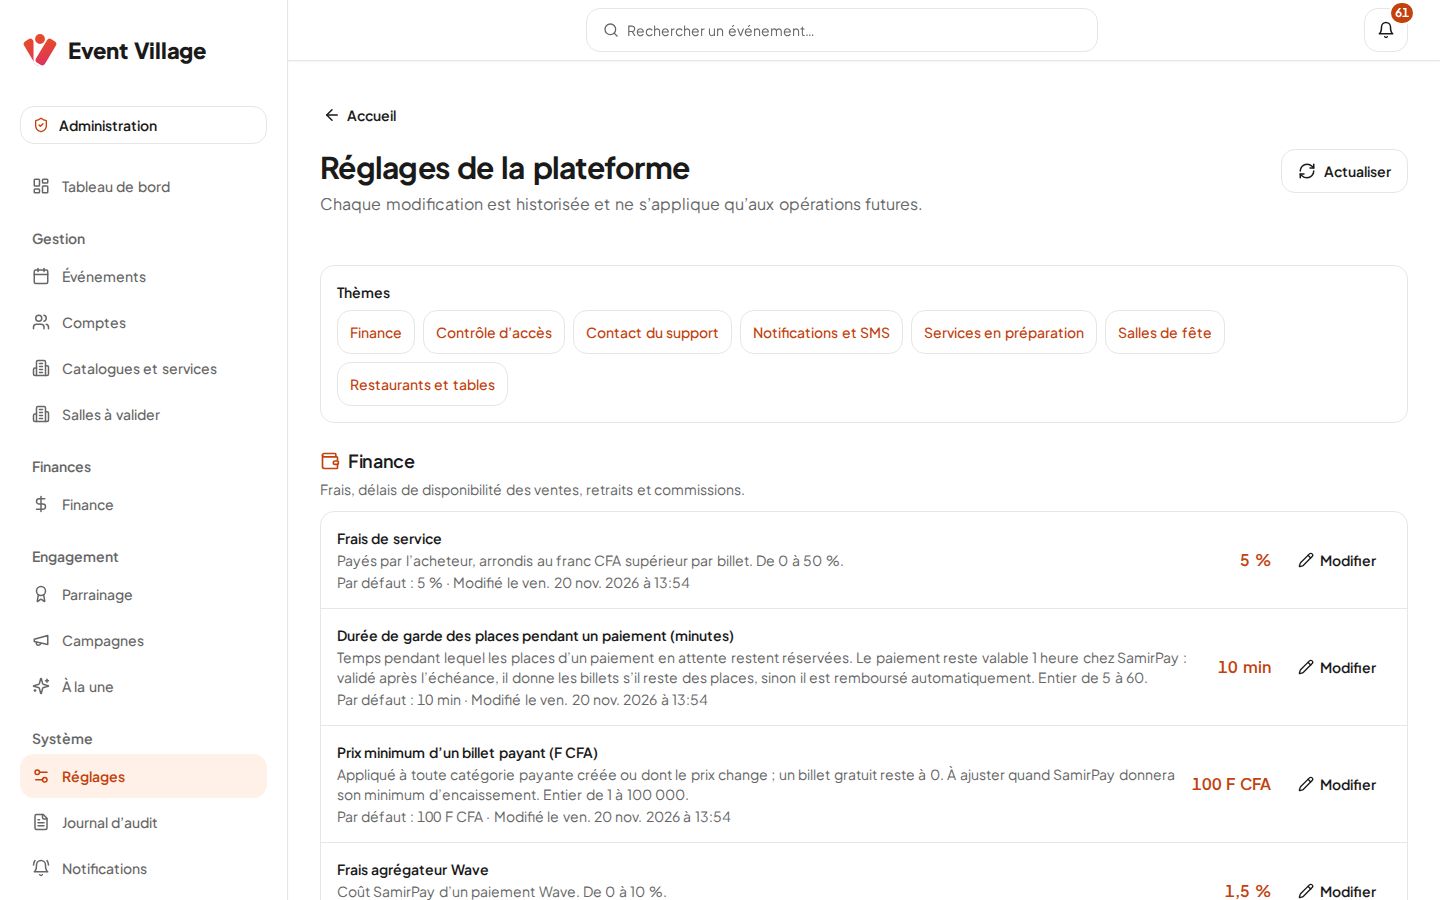 Event Village
Administration
Tableau de bord
Gestion
Événements
Comptes
Catalogues et services
Salles à valider
Finances
Finance
Engagement
Parrainage
Campagnes
À la une
Système
Réglages
Journal d’audit
Notifications
Rechercher un événement…
61
Accueil
Réglages de la plateforme
Chaque modification est historisée et ne s’applique qu’aux opérations futures.
Actualiser
Thèmes
Finance
Contrôle d’accès
Contact du support
Notifications et SMS
Services en préparation
Salles de fête
Restaurants et tables
Finance
Frais, délais de disponibilité des ventes, retraits et commissions.
Frais de service
Payés par l’acheteur, arrondis au franc CFA supérieur par billet. De 0 à 50 %.
Par défaut : 5 % · Modifié le ven. 20 nov. 2026 à 13:54
5 %
Modifier
Durée de garde des places pendant un paiement (minutes)
Temps pendant lequel les places d’un paiement en attente restent réservées. Le paiement reste valable 1 heure chez SamirPay :
validé après l’échéance, il donne les billets s’il reste des places, sinon il est remboursé automatiquement. Entier de 5 à 60.
Par défaut : 10 min · Modifié le ven. 20 nov. 2026 à 13:54
10 min
Modifier
Prix minimum d’un billet payant (F CFA)
Appliqué à toute catégorie payante créée ou dont le prix change ; un billet gratuit reste à 0. À ajuster quand SamirPay donnera
son minimum d’encaissement. Entier de 1 à 100 000.
Par défaut : 100 F CFA · Modifié le ven. 20 nov. 2026 à 13:54
100 F CFA
Modifier
Frais agrégateur Wave
Coût SamirPay d’un paiement Wave. De 0 à 10 %.
1,5 %
Modifier